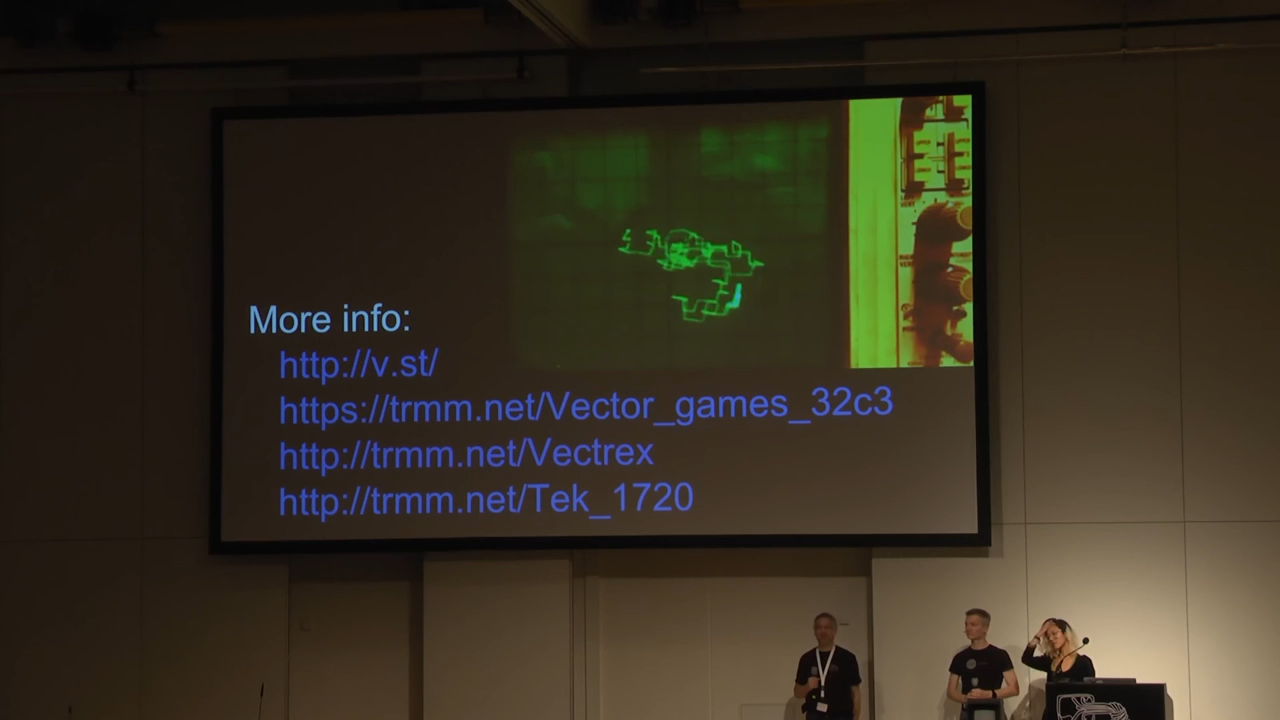 More info:
http://v.st/
https://trmm.net/Vector_games_32c3
http://trmm.net/Vectrex
http://trmm.net/Tek_1720